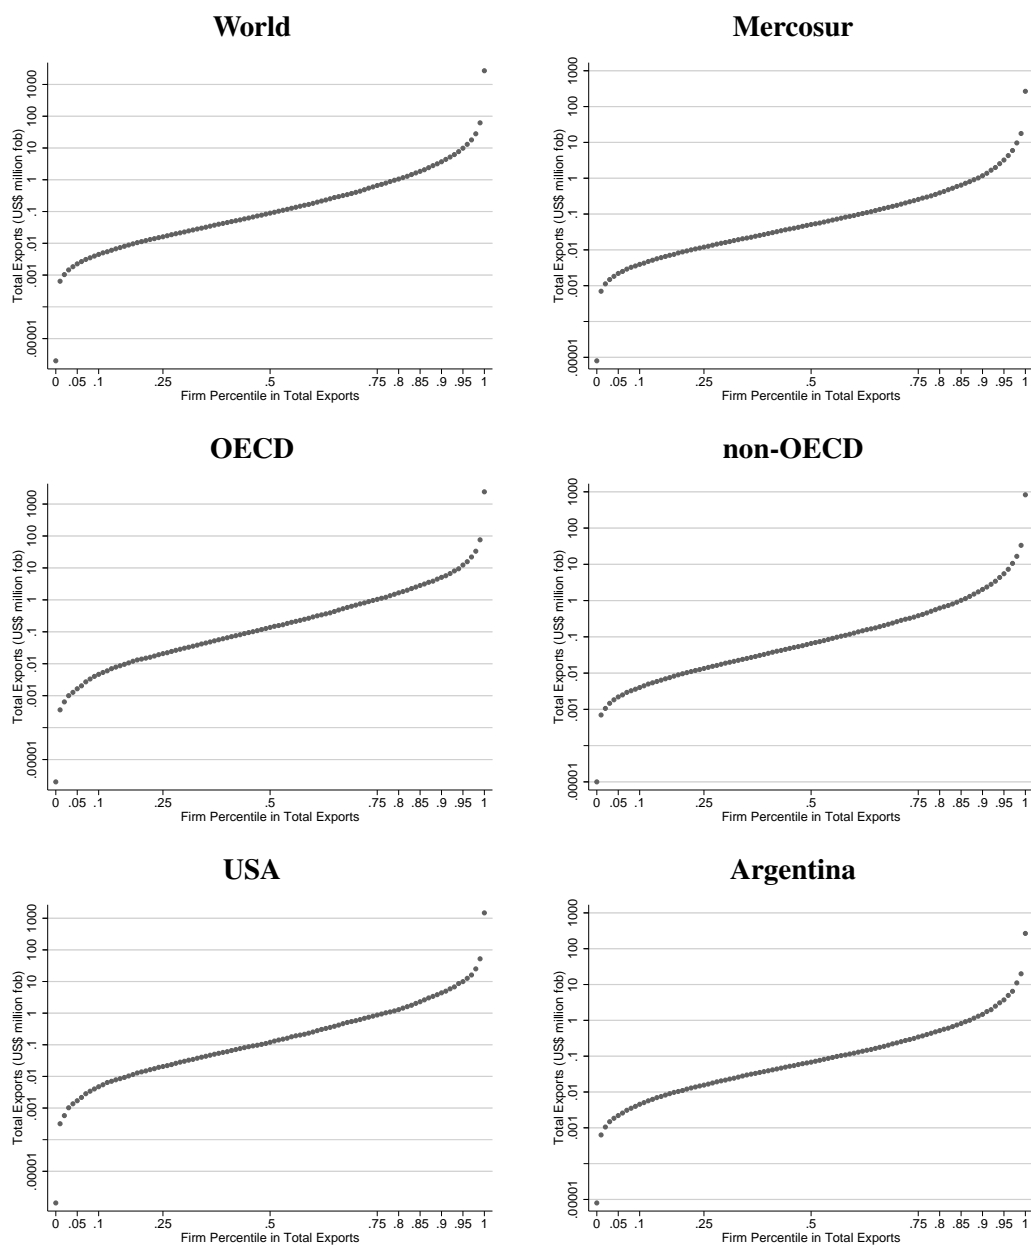 World
Total Exports (US$ million fob)
1000
100
10
1
.1
.01
.001
.00001
0 .05 .1 .25 .5 .75 .8 .85 .9 .95 1
Firm Percentile in Total Exports
Mercosur
Total Exports (US$ million fob)
1000
100
10
1
.1
.01
.001
.00001
0 .05 .1 .25 .5 .75 .8 .85 .9 .95 1
Firm Percentile in Total Exports
OECD
Total Exports (US$ million fob)
1000
100
10
1
.1
.01
.001
.00001
0 .05 .1 .25 .5 .75 .8 .85 .9 .95 1
Firm Percentile in Total Exports
non-OECD
Total Exports (US$ million fob)
1000
100
10
1
.1
.01
.001
.00001
0 .05 .1 .25 .5 .75 .8 .85 .9 .95 1
Firm Percentile in Total Exports
USA
Total Exports (US$ million fob)
1000
100
10
1
.1
.01
.001
.00001
0 .05 .1 .25 .5 .75 .8 .85 .9 .95 1
Firm Percentile in Total Exports
Argentina
Total Exports (US$ million fob)
1000
100
10
1
.1
.01
.001
.00001
0 .05 .1 .25 .5 .75 .8 .85 .9 .95 1
Firm Percentile in Total Exports